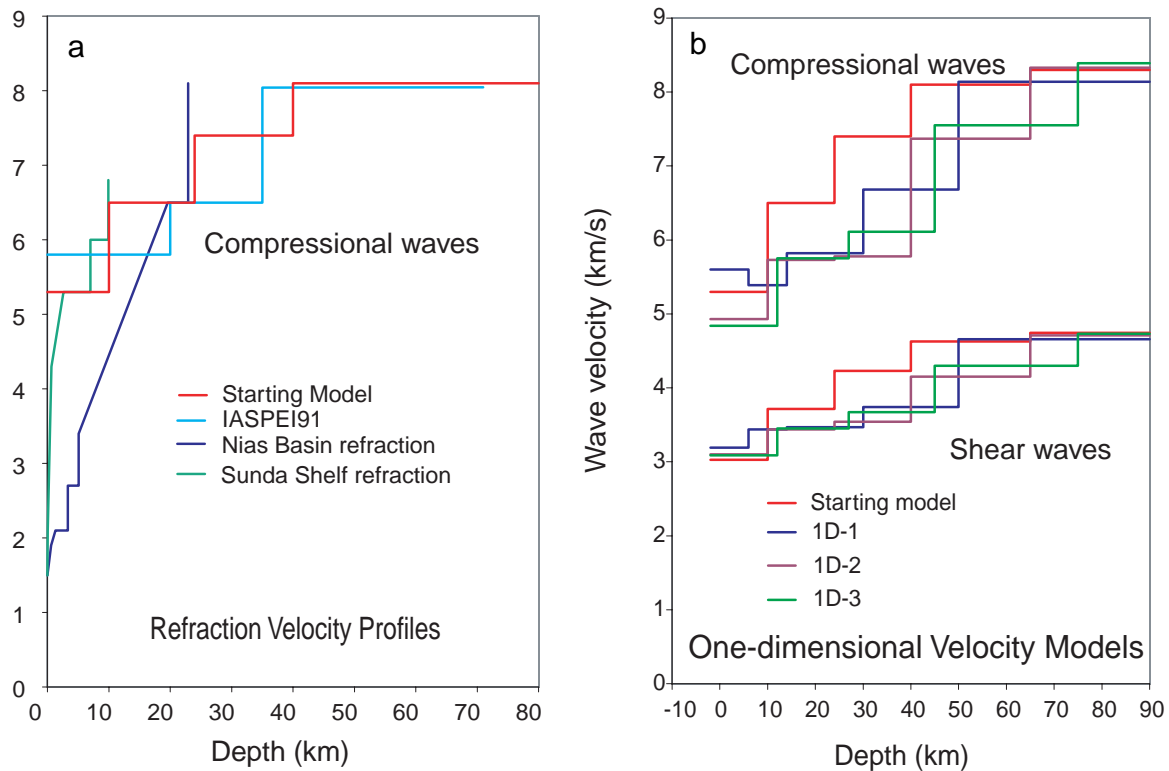 a
9
8
7
6
5
4
3
2
1
0
Compressional waves
Starting Model
IASPEI91
Nias Basin refraction
Sunda Shelf refraction
Refraction Velocity Profiles
0 10 20 30 40 50 60 70 80
Depth (km)
b
Wave velocity (km/s)
9
8
7
6
5
4
3
2
1
0
Compressional waves
Shear waves
Starting model
1D-1
1D-2
1D-3
One-dimensional Velocity Models
-10 0 10 20 30 40 50 60 70 80 90
Depth (km)